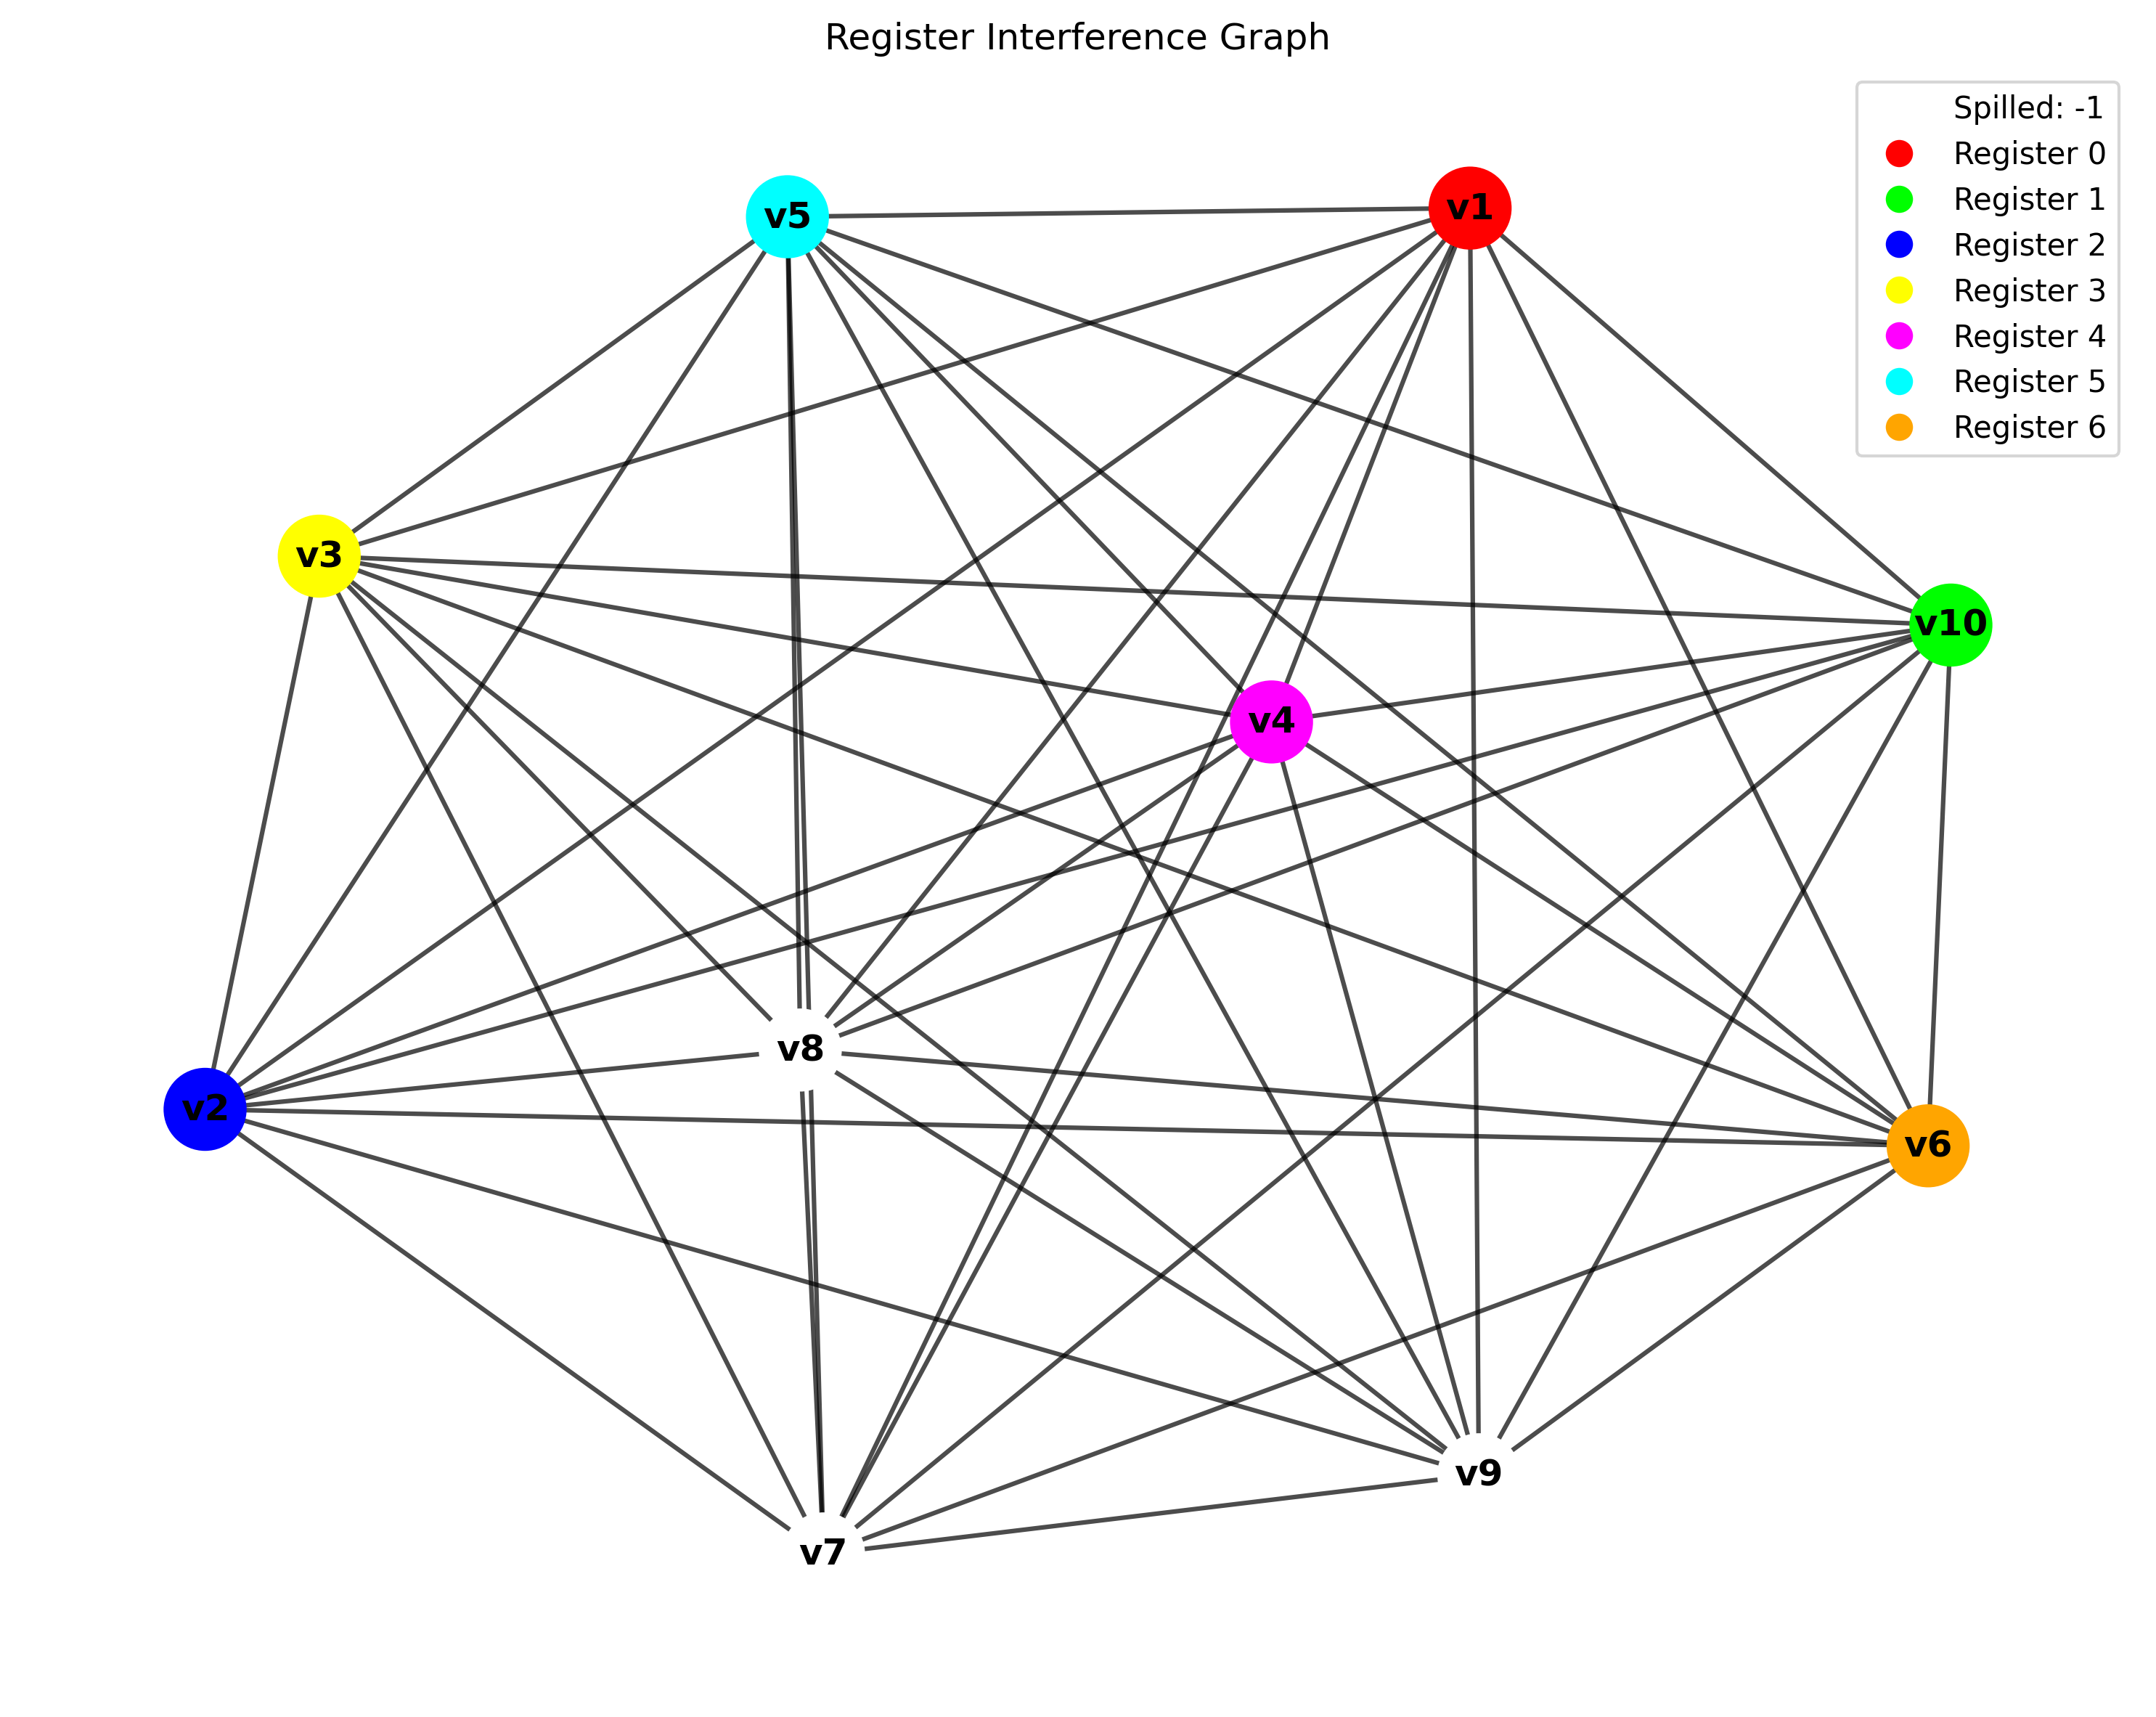 Register Interference Graph
Spilled: -1
Register 0
Register 1
Register 2
Register 3
Register 4
Register 5
Register 6
v5
v1
v3
v10
v4
v8
v2
v6
v9
v7